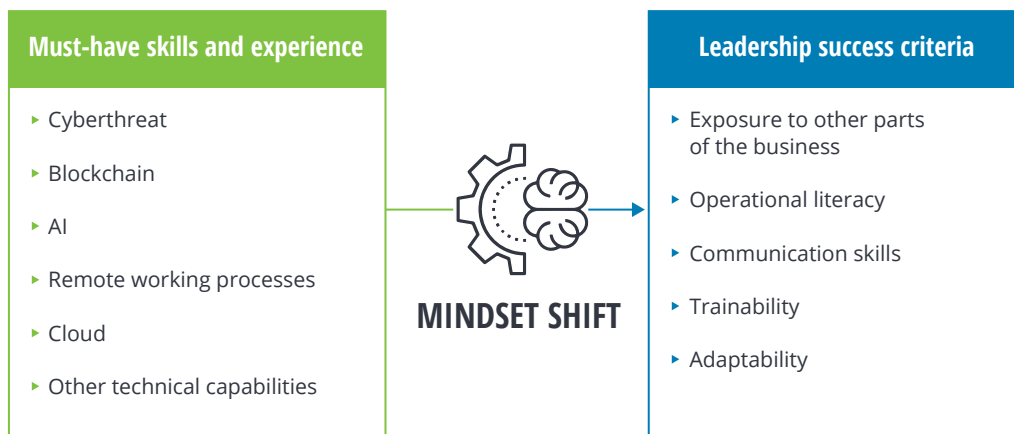 Must-have skills and experience
Cyberthreat
Blockchain
AI
Remote working processes
Cloud
Other technical capabilities
MINDSET SHIFT
Leadership success criteria
Exposure to other parts
of the business
Operational literacy
Communication skills
Trainability
Adaptability